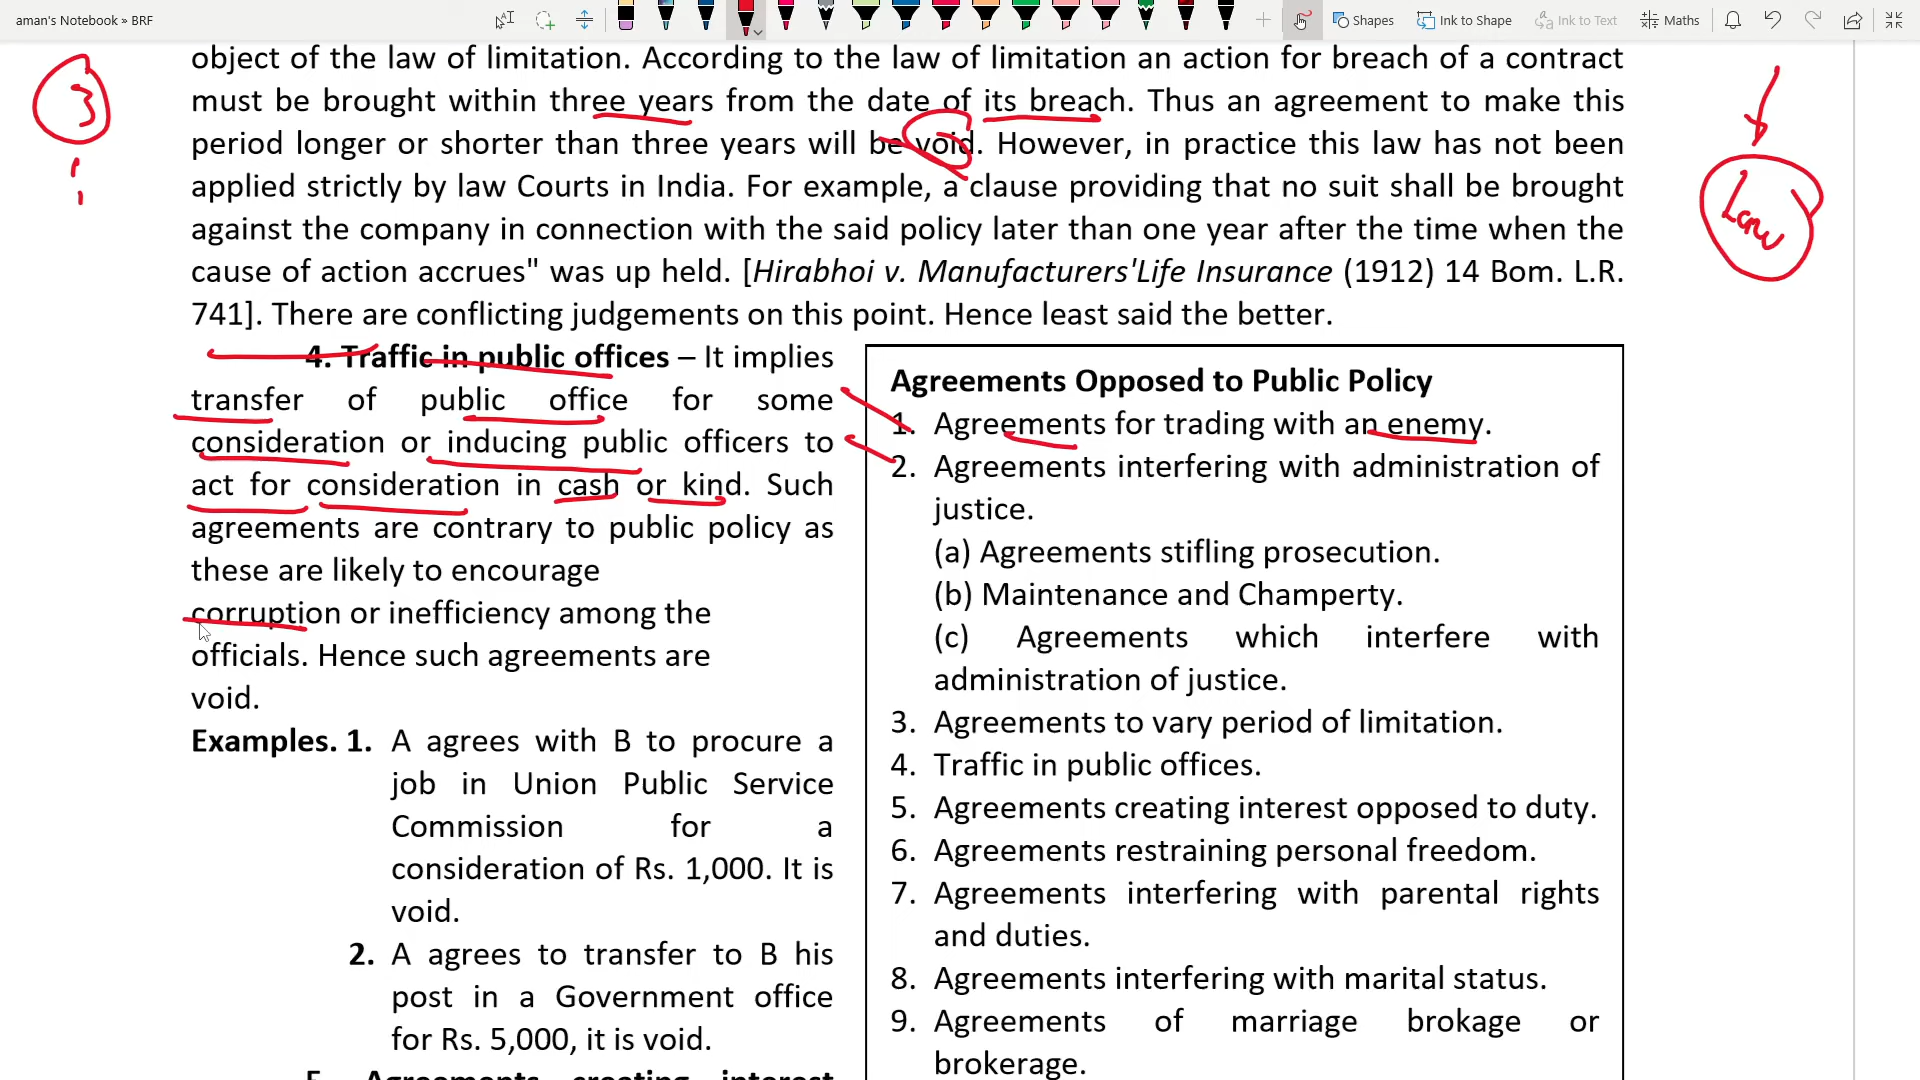 aman's Notebook » BRF
Shapes
Ink to Shape
Ink to Text
Maths
object of the law of limitation. According to the law of limitation an action for breach of a contract
must be brought within three years from the date of its breach. Thus an agreement to make this
period longer or shorter than three years will be void. However, in practice this law has not been
applied strictly by law Courts in India. For example, a clause providing that no suit shall be brought
against the company in connection with the said policy later than one year after the time when the
cause of action accrues" was up held. [Hirabhoi v. Manufacturers'Life Insurance (1912) 14 Bom. L.R.
741]. There are conflicting judgements on this point. Hence least said the better.
3
Law
4. Traffic in public offices – It implies
transfer of public office for some
consideration or inducing public officers to
act for consideration in cash or kind. Such
agreements are contrary to public policy as
these are likely to encourage
corruption or inefficiency among the
officials. Hence such agreements are
void.
Examples. 1. A agrees with B to procure a
job in Union Public Service
Commission for a
consideration of Rs. 1,000. It is
void.
2. A agrees to transfer to B his
post in a Government office
for Rs. 5,000, it is void.
5. Agreements creating interest
Agreements Opposed to Public Policy
1. Agreements for trading with an enemy.
2. Agreements interfering with administration of
justice.
(a) Agreements stifling prosecution.
(b) Maintenance and Champerty.
(c) Agreements which interfere with
administration of justice.
3. Agreements to vary period of limitation.
4. Traffic in public offices.
5. Agreements creating interest opposed to duty.
6. Agreements restraining personal freedom.
7. Agreements interfering with parental rights
and duties.
8. Agreements interfering with marital status.
9. Agreements of marriage brokage or
brokerage.